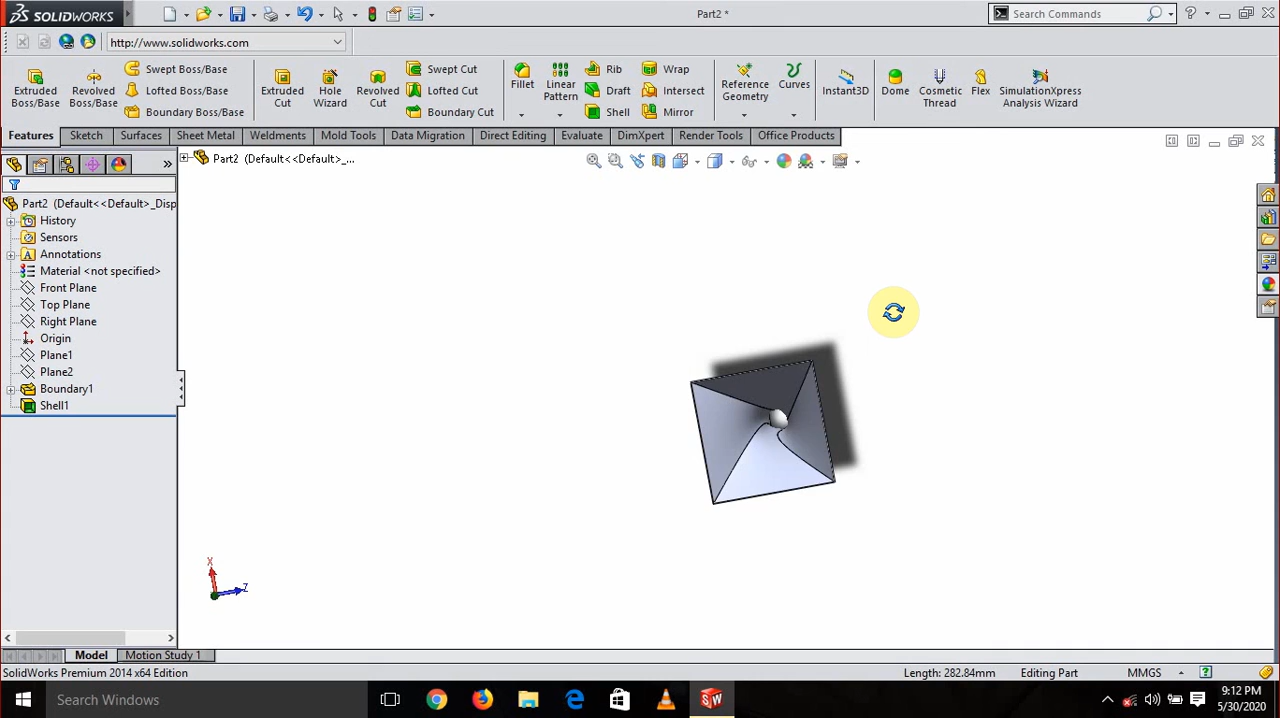 SOLIDWORKS
Part2 *
Search Commands
http://www.solidworks.com
Extruded Boss/Base
Revolved Boss/Base
Swept Boss/Base
Lofted Boss/Base
Boundary Boss/Base
Extruded Cut
Hole Wizard
Revolved Cut
Swept Cut
Lofted Cut
Boundary Cut
Fillet
Linear Pattern
Rib
Draft
Shell
Wrap
Intersect
Mirror
Reference Geometry
Curves
Instant3D
Dome
Cosmetic Thread
Flex
SimulationXpress Analysis Wizard
Features Sketch Surfaces Sheet Metal Weldments Mold Tools Data Migration Direct Editing Evaluate DimXpert Render Tools Office Products
Part2 (Default<<Default>_...
Part2 (Default<<Default>_Disp
History
Sensors
Annotations
Material <not specified>
Front Plane
Top Plane
Right Plane
Origin
Plane1
Plane2
Boundary1
Shell1
X
Z
Model Motion Study 1
SolidWorks Premium 2014 x64 Edition
Length: 282.84mm Editing Part MMGS
Search Windows
9:12 PM
5/30/2020